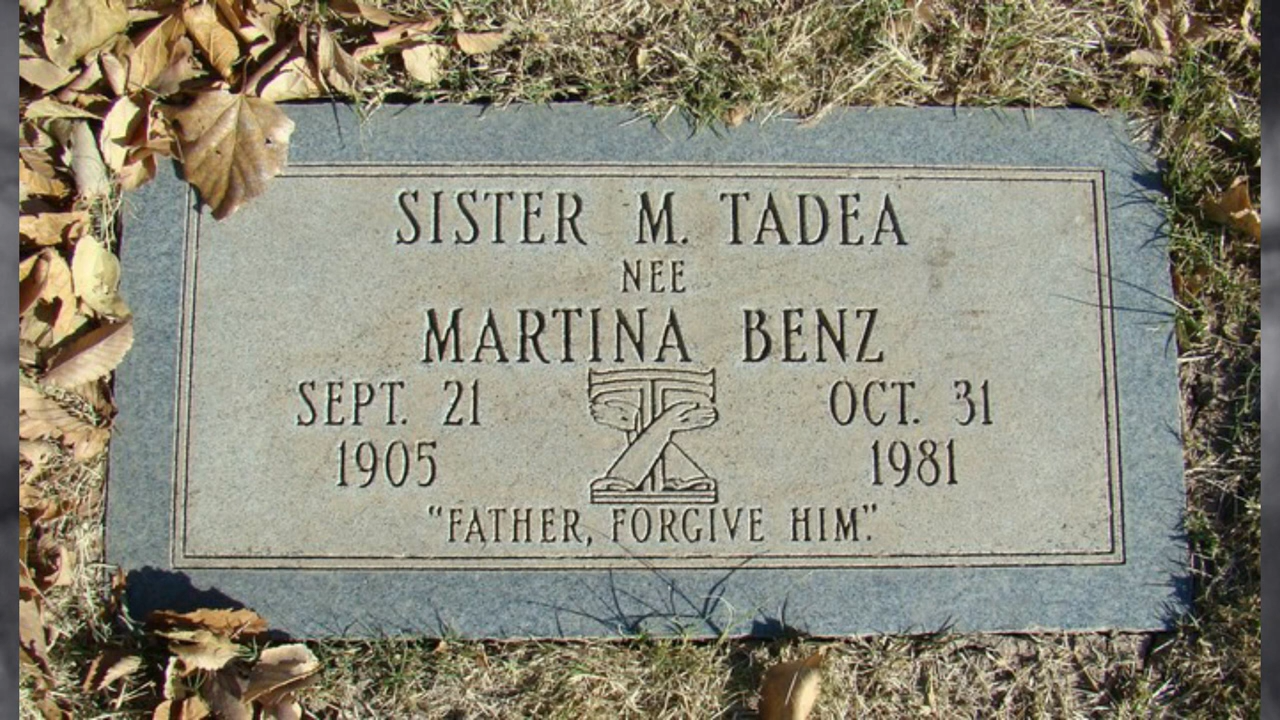 SISTER M. TADEA
NEE
MARTINA BENZ
SEPT. 21 OCT. 31
1905 1981
"FATHER, FORGIVE HIM."